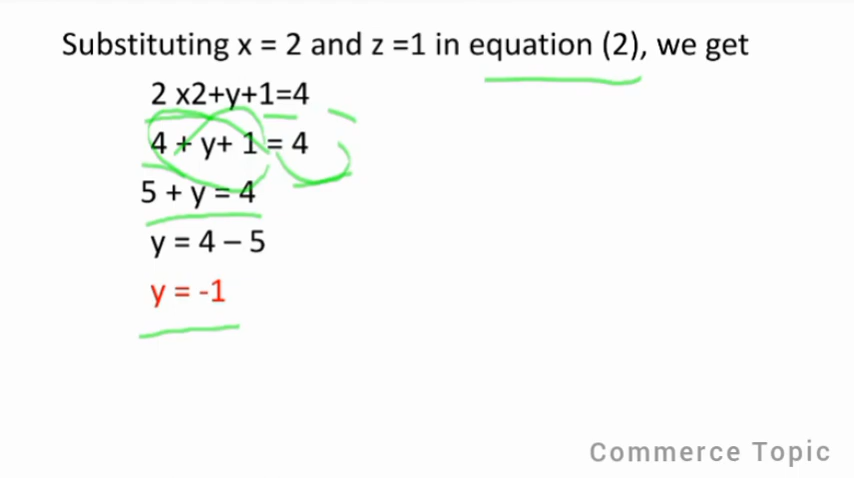 Substituting x = 2 and z =1 in equation (2), we get
2 x2+y+1=4
4 + y+ 1 = 4
5 + y = 4
y = 4 – 5
y = -1
Commerce Topic